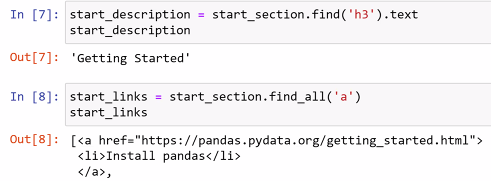 In [7]: start_description = start_section.find('h3').text
start_description
Out[7]: 'Getting Started'
In [8]: start_links = start_section.find_all('a')
start_links
Out[8]: [<a href="https://pandas.pydata.org/getting_started.html">
<li>Install pandas</li>
</a>,